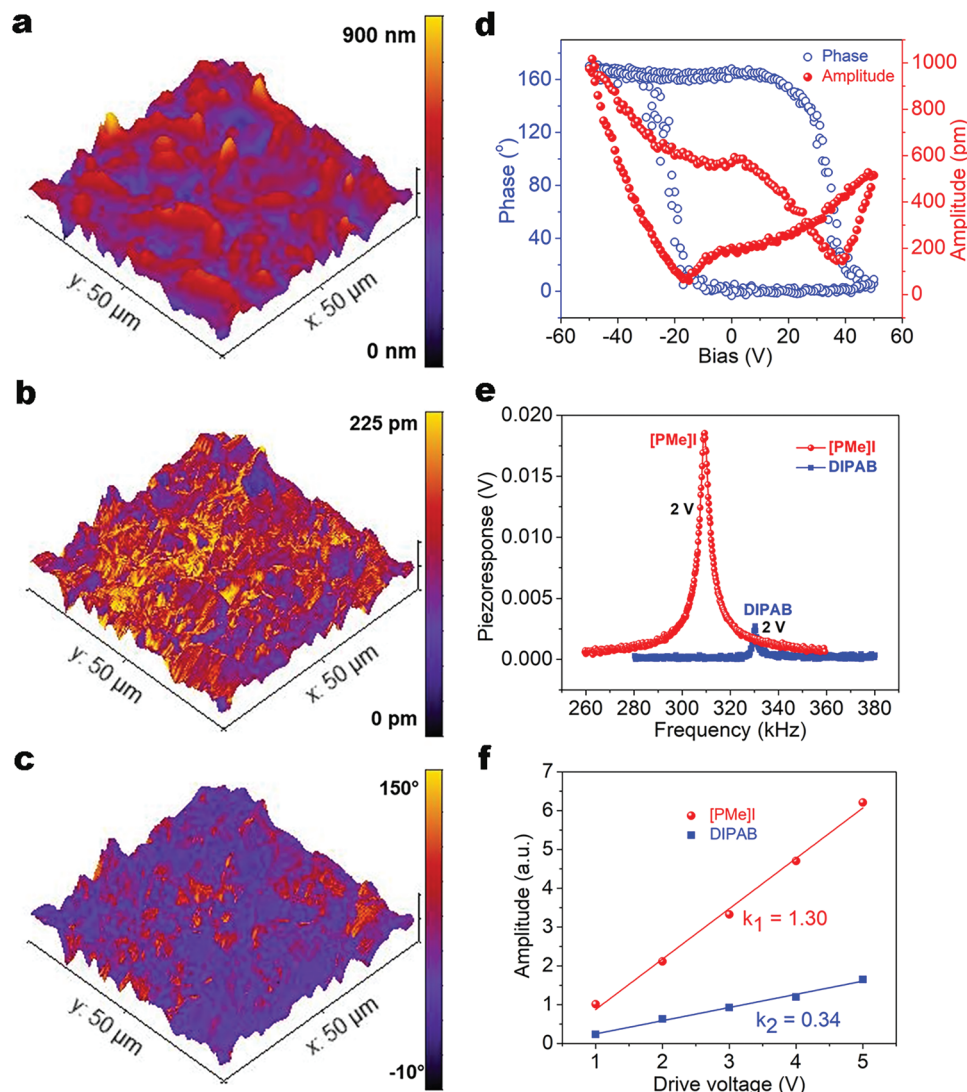 a
900 nm
y: 50 µm
x: 50 µm
0 nm
b
225 pm
y: 50 µm
x: 50 µm
0 pm
c
150°
y: 50 µm
x: 50 µm
-10°
d
Phase
Amplitude
160
120
80
40
0
Phase (°)
1000
800
600
400
200
0
Amplitude (pm)
-60 -40 -20 0 20 40 60
Bias (V)
e
[PMe]I
[PMe]I
DIPAB
2 V
DIPAB
2 V
0.020
0.015
0.010
0.005
0.000
Piezoresponse (V)
260 280 300 320 340 360 380
Frequency (kHz)
f
[PMe]I
DIPAB
k1 = 1.30
k2 = 0.34
7
6
5
4
3
2
1
0
Amplitude (a.u.)
1 2 3 4 5
Drive voltage (V)